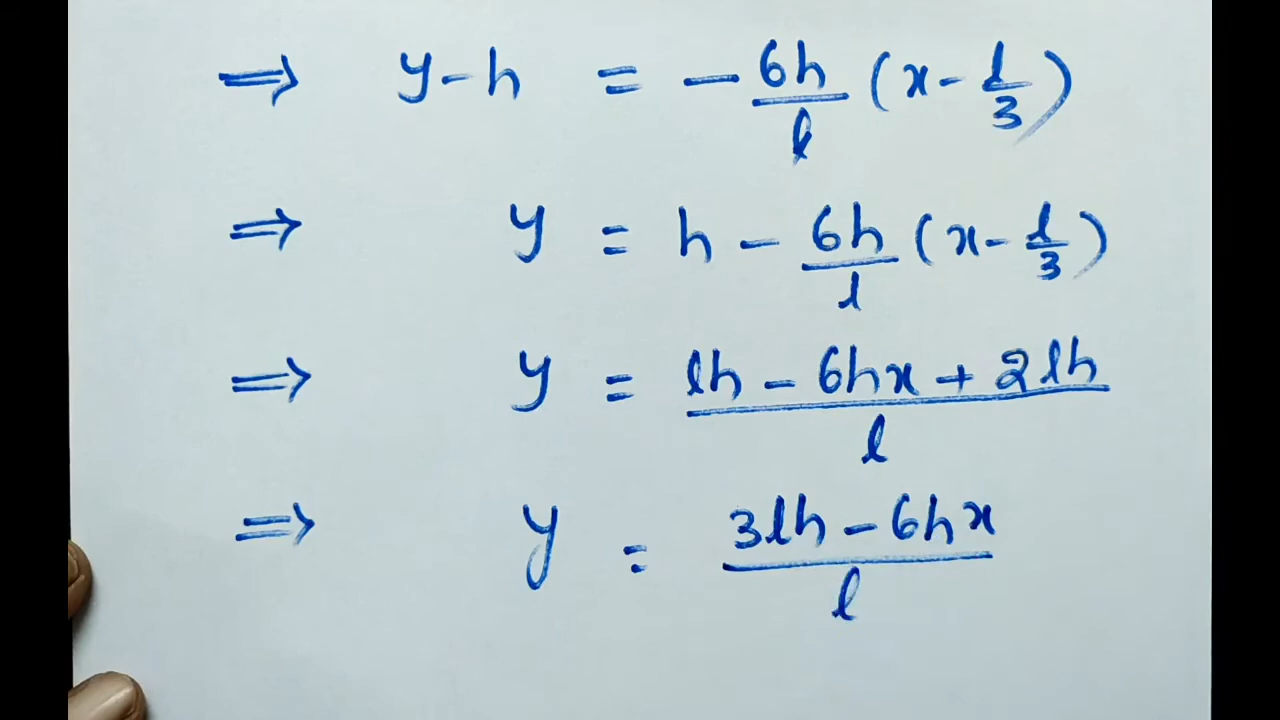 ⇒ y - h = - 6h/l (x - l/3)
⇒ y = h - 6h/l (x - l/3)
⇒ y = (lh - 6hx + 2lh)/l
⇒ y = (3lh - 6hx)/l